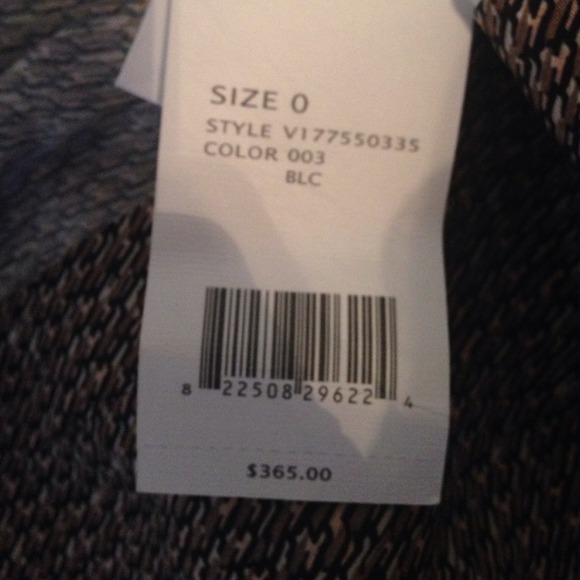 SIZE 0
STYLE V177550335
COLOR 003
BLC
8 22508 29622 4
$365.00